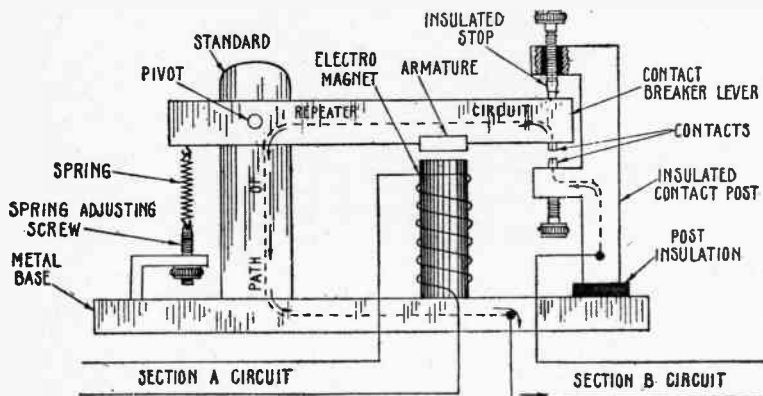 INSULATED
STOP
STANDARD
ELECTRO
MAGNET
ARMATURE
PIVOT
CONTACT
BREAKER LEVER
REPEATER
CIRCUIT
CONTACTS
SPRING
INSULATED
CONTACT POST
SPRING ADJUSTING
SCREW
PATH OF
METAL
BASE
POST
INSULATION
SECTION A CIRCUIT
SECTION B CIRCUIT